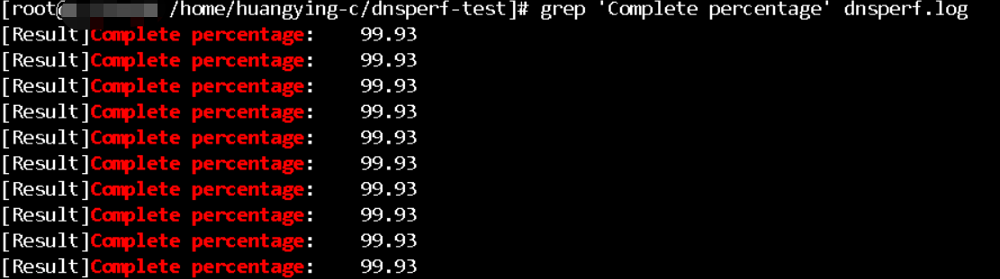 [root@ /home/huangying-c/dnsperf-test]# grep 'Complete percentage' dnsperf.log
[Result]Complete percentage: 99.93
[Result]Complete percentage: 99.93
[Result]Complete percentage: 99.93
[Result]Complete percentage: 99.93
[Result]Complete percentage: 99.93
[Result]Complete percentage: 99.93
[Result]Complete percentage: 99.93
[Result]Complete percentage: 99.93
[Result]Complete percentage: 99.93
[Result]Complete percentage: 99.93